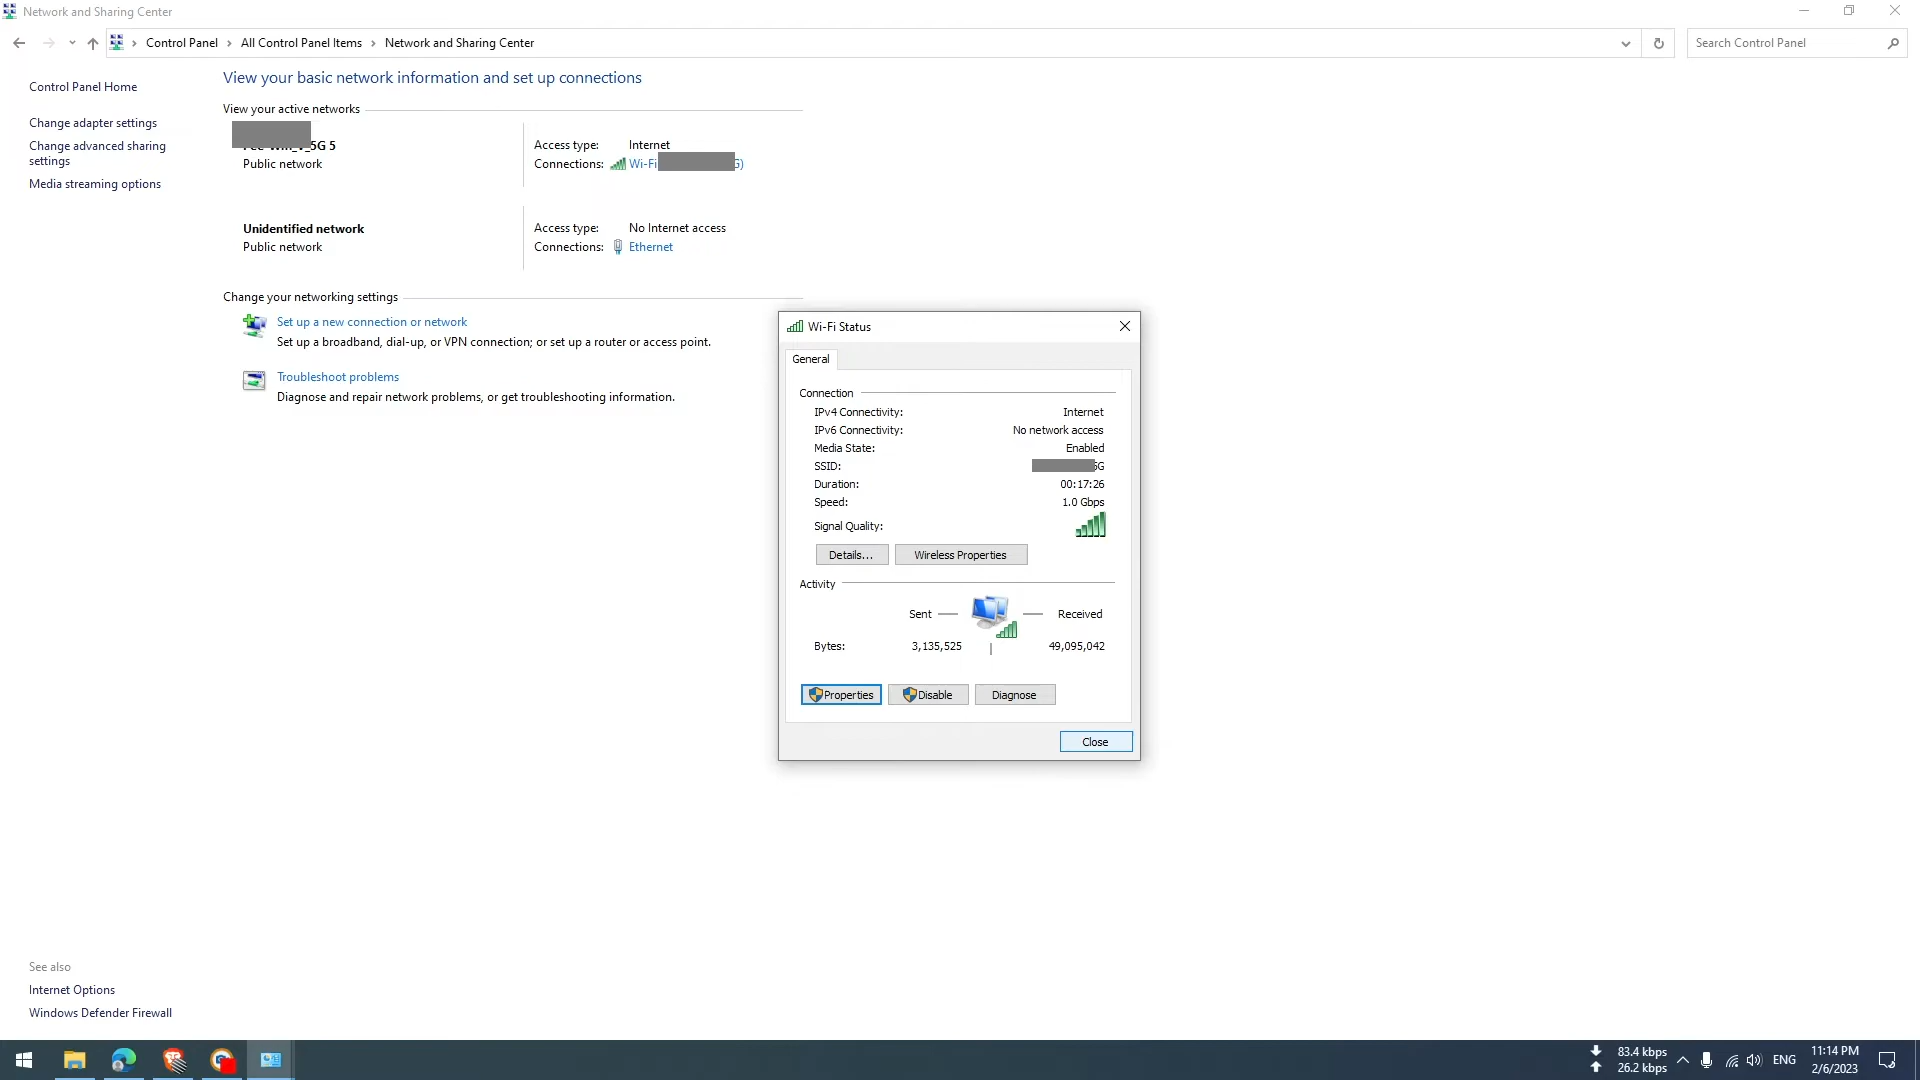 Network and Sharing Center
Control Panel > All Control Panel Items > Network and Sharing Center
Search Control Panel
Control Panel Home
Change adapter settings
Change advanced sharing
settings
Media streaming options
View your basic network information and set up connections
View your active networks
5G 5
Public network
Access type: Internet
Connections: Wi-Fi G)
Unidentified network
Public network
Access type: No Internet access
Connections: Ethernet
Change your networking settings
Set up a new connection or network
Set up a broadband, dial-up, or VPN connection; or set up a router or access point.
Troubleshoot problems
Diagnose and repair network problems, or get troubleshooting information.
Wi-Fi Status
General
Connection
IPv4 Connectivity: Internet
IPv6 Connectivity: No network access
Media State: Enabled
SSID: 5G
Duration: 00:17:26
Speed: 1.0 Gbps
Signal Quality:
Details... Wireless Properties
Activity
Sent — — Received
Bytes: 3,135,525 | 49,095,042
Properties Disable Diagnose
Close
See also
Internet Options
Windows Defender Firewall
83.4 kbps
26.2 kbps
ENG
11:14 PM
2/6/2023